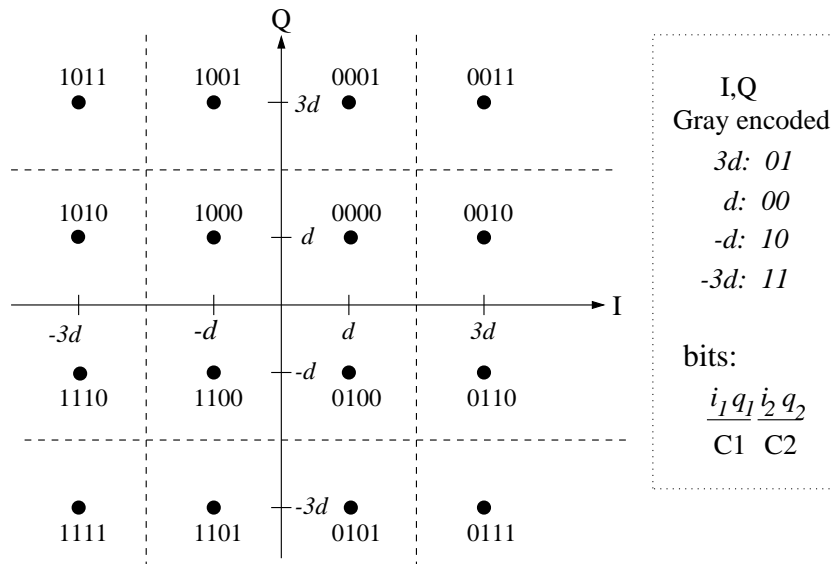 Q
1011 1001 0001 0011
3d
1010 1000 0000 0010
d
I
-3d -d d 3d
-d
1110 1100 0100 0110
-3d
1111 1101 0101 0111
I,Q
Gray encoded
3d: 01
d: 00
-d: 10
-3d: 11
bits:
i1 q1 i2 q2
C1 C2